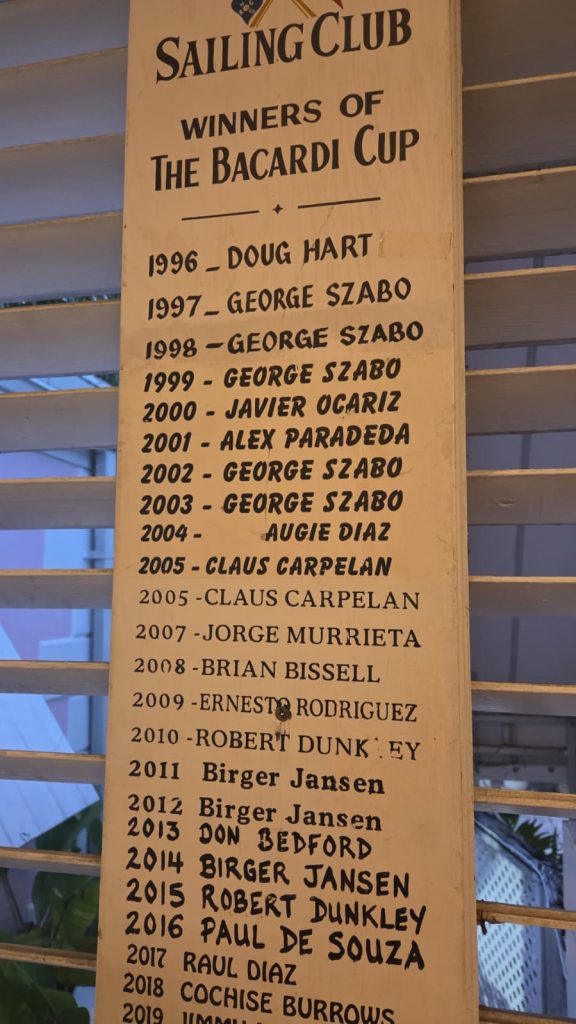 SAILING CLUB
WINNERS OF
THE BACARDI CUP
1996 - DOUG HART
1997 - GEORGE SZABO
1998 - GEORGE SZABO
1999 - GEORGE SZABO
2000 - JAVIER OCARIZ
2001 - ALEX PARADEDA
2002 - GEORGE SZABO
2003 - GEORGE SZABO
2004 - AUGIE DIAZ
2005 - CLAUS CARPELAN
2005 - CLAUS CARPELAN
2007 - JORGE MURRIETA
2008 - BRIAN BISSELL
2009 - ERNESTO RODRIGUEZ
2010 - ROBERT DUNKLEY
2011 Birger Jansen
2012 Birger Jansen
2013 DON BEDFORD
2014 BIRGER JANSEN
2015 ROBERT DUNKLEY
2016 PAUL DE SOUZA
2017 RAUL DIAZ
2018 COCHISE BURROWS
2019